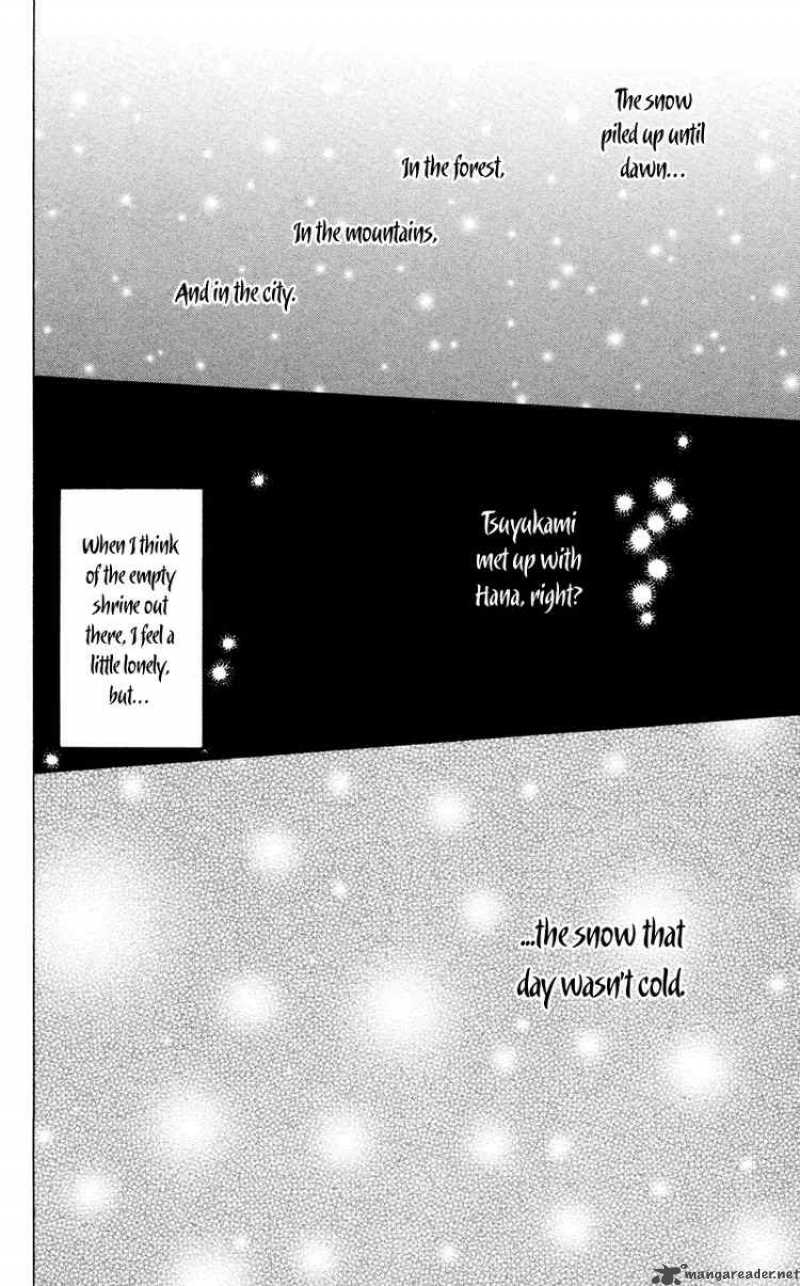 The snow
piled up until
dawn...
In the forest,
In the mountains,
And in the city.
Tsuyukami
met up with
Hana, right?
When I think
of the empty
shrine out
there, I feel a
little lonely,
but...
...the snow that
day wasn't cold.
mangareader.net